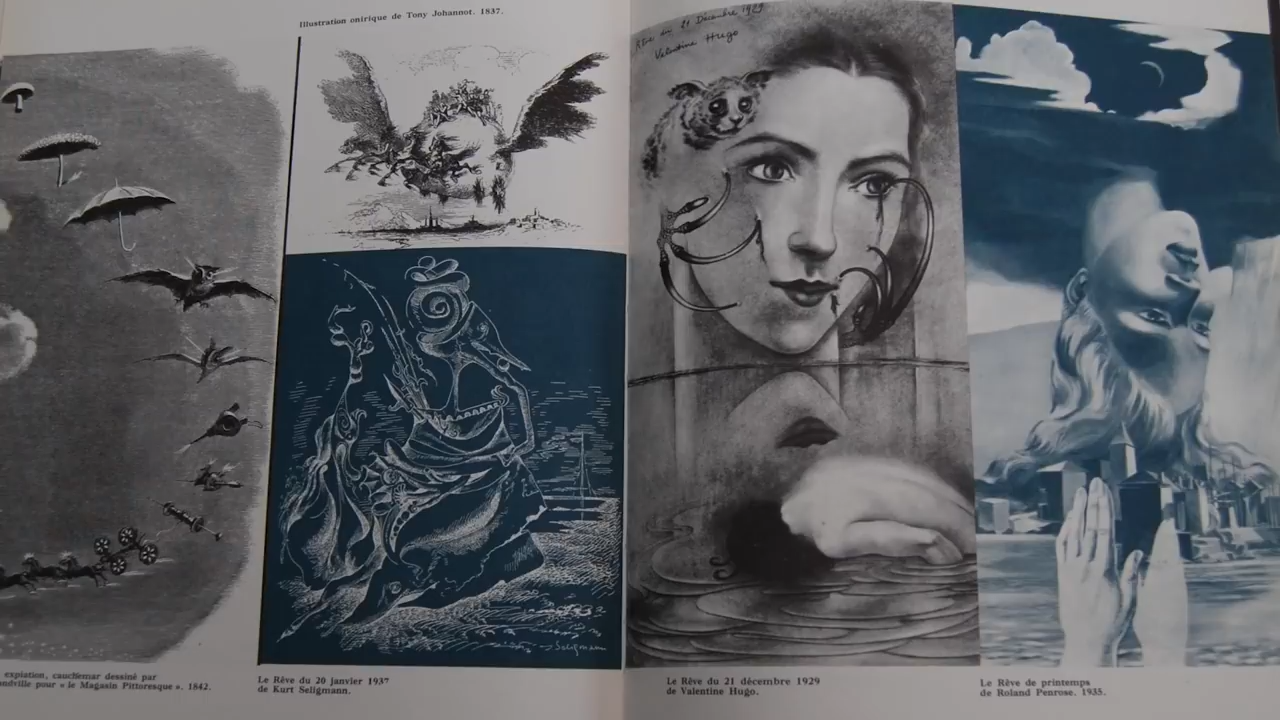 Illustration onirique de Tony Johannot. 1837.
Rêve du 21 Décembre 1929
Valentine Hugo
Seligmann
expiation, cauchemar dessiné par
andville pour « le Magasin Pittoresque ». 1842.
Le Rêve du 20 janvier 1937
de Kurt Seligmann.
Le Rêve du 21 décembre 1929
de Valentine Hugo.
Le Rêve de printemps
de Roland Penrose. 1935.